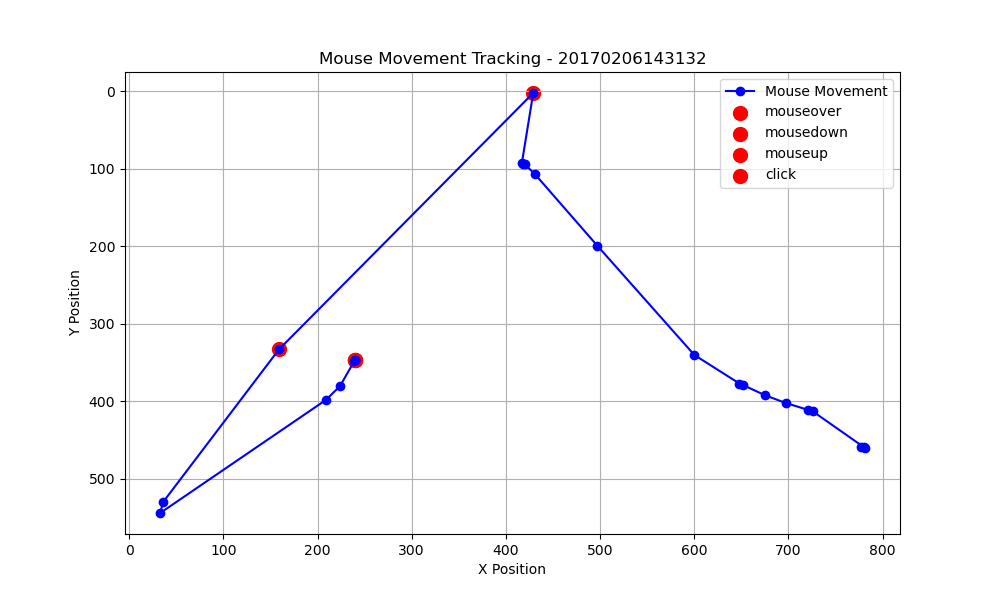 Mouse Movement Tracking - 20170206143132
Mouse Movement
mouseover
mousedown
mouseup
click
Y Position
0
100
200
300
400
500
0 100 200 300 400 500 600 700 800
X Position